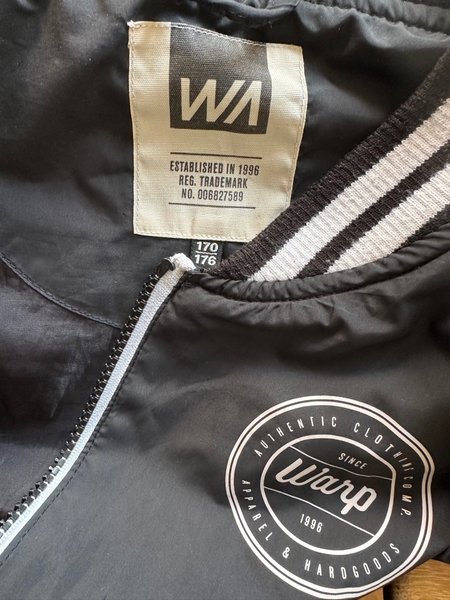 WA
ESTABLISHED IN 1996
REG. TRADEMARK
NO. 006827589
170
176
AUTHENTIC CLOTHING COMP.
SINCE
Warp
1996
APPAREL & HARDGOODS